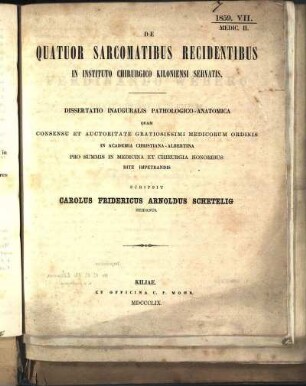 1859. VII.
MEDIC. II.
DE
QUATUOR SARCOMATIBUS RECIDENTIBUS
IN INSTITUTO CHIRURGICO KILONIENSI SERVATIS.
DISSERTATIO INAUGURALIS PATHOLOGICO-ANATOMICA
QUAM
CONSENSU ET AUCTORITATE GRATIOSISSIMI MEDICORUM ORDINIS
IN ACADEMIA CHRISTIANA-ALBERTINA
PRO SUMMIS IN MEDICINA ET CHIRURGIA HONORIBUS
RITE IMPETRANDIS
SCRIPSIT
CAROLUS FRIDERICUS ARNOLDUS SCHETELIG
KILIAE.
EX OFFICINA C. F. MOHR.
MDCCCLIX.